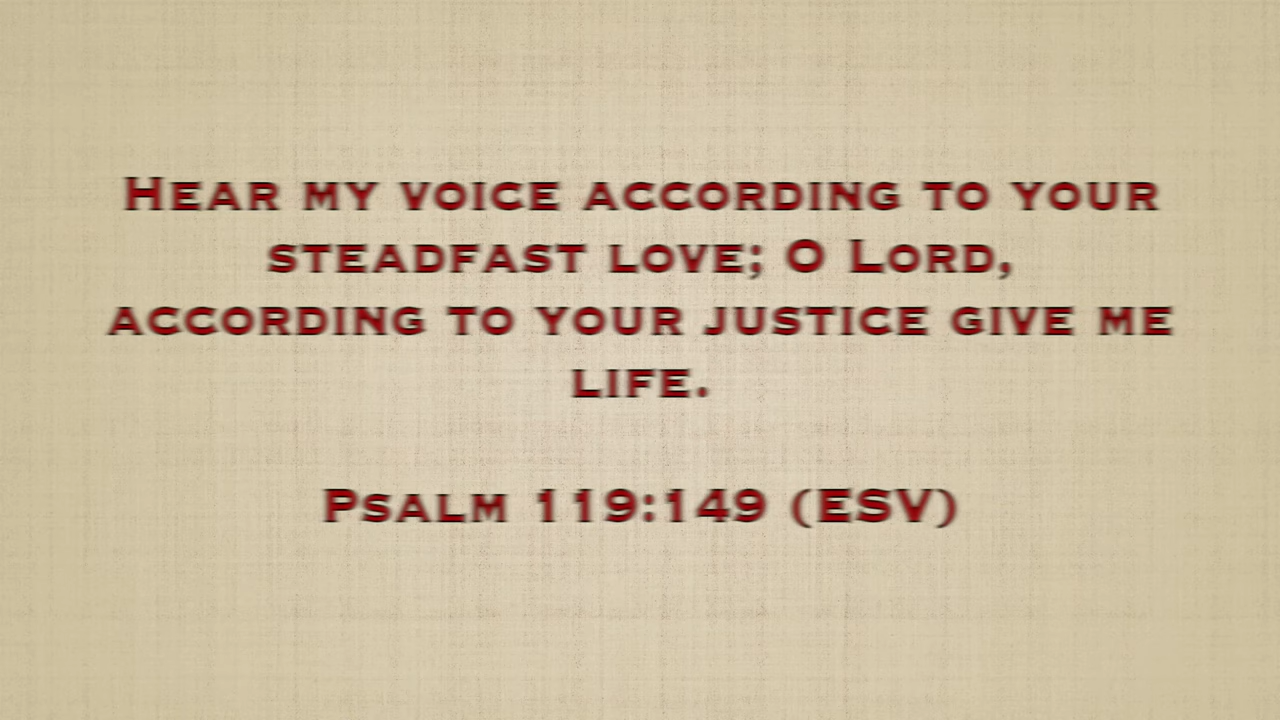 Hear my voice according to your
steadfast love; O Lord,
according to your justice give me
life.
Psalm 119:149 (ESV)